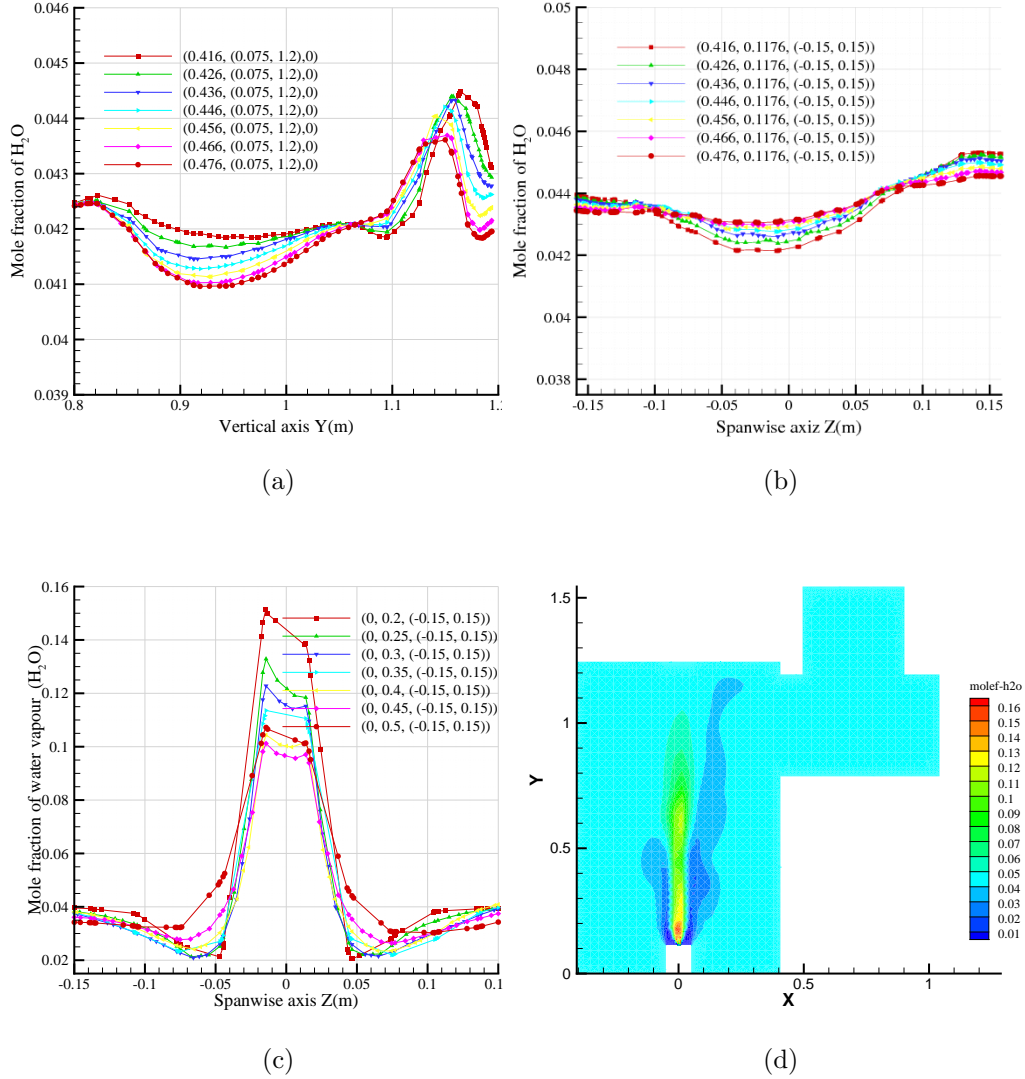 0.046
0.045
0.044
0.043
0.042
0.041
0.04
0.039
Mole fraction of H2O
(0.416, (0.075, 1.2),0)
(0.426, (0.075, 1.2),0)
(0.436, (0.075, 1.2),0)
(0.446, (0.075, 1.2),0)
(0.456, (0.075, 1.2),0)
(0.466, (0.075, 1.2),0)
(0.476, (0.075, 1.2),0)
0.8 0.9 1 1.1 1.
Vertical axis Y(m)
(a)
0.05
0.048
0.046
0.044
0.042
0.04
0.038
Mole fraction of H2O
(0.416, 0.1176, (-0.15, 0.15))
(0.426, 0.1176, (-0.15, 0.15))
(0.436, 0.1176, (-0.15, 0.15))
(0.446, 0.1176, (-0.15, 0.15))
(0.456, 0.1176, (-0.15, 0.15))
(0.466, 0.1176, (-0.15, 0.15))
(0.476, 0.1176, (-0.15, 0.15))
-0.15 -0.1 -0.05 0 0.05 0.1 0.15
Spanwise axiz Z(m)
(b)
0.16
0.14
0.12
0.1
0.08
0.06
0.04
0.02
Mole fraction of water vapour (H2O)
(0, 0.2, (-0.15, 0.15))
(0, 0.25, (-0.15, 0.15))
(0, 0.3, (-0.15, 0.15))
(0, 0.35, (-0.15, 0.15))
(0, 0.4, (-0.15, 0.15))
(0, 0.45, (-0.15, 0.15))
(0, 0.5, (-0.15, 0.15))
-0.15 -0.1 -0.05 0 0.05 0.1 0.1
Spanwise axis Z(m)
(c)
1.5
1
0.5
0
Y
0 0.5 1
X
molef-h2o
0.16
0.15
0.14
0.13
0.12
0.11
0.1
0.09
0.08
0.07
0.06
0.05
0.04
0.03
0.02
0.01
(d)